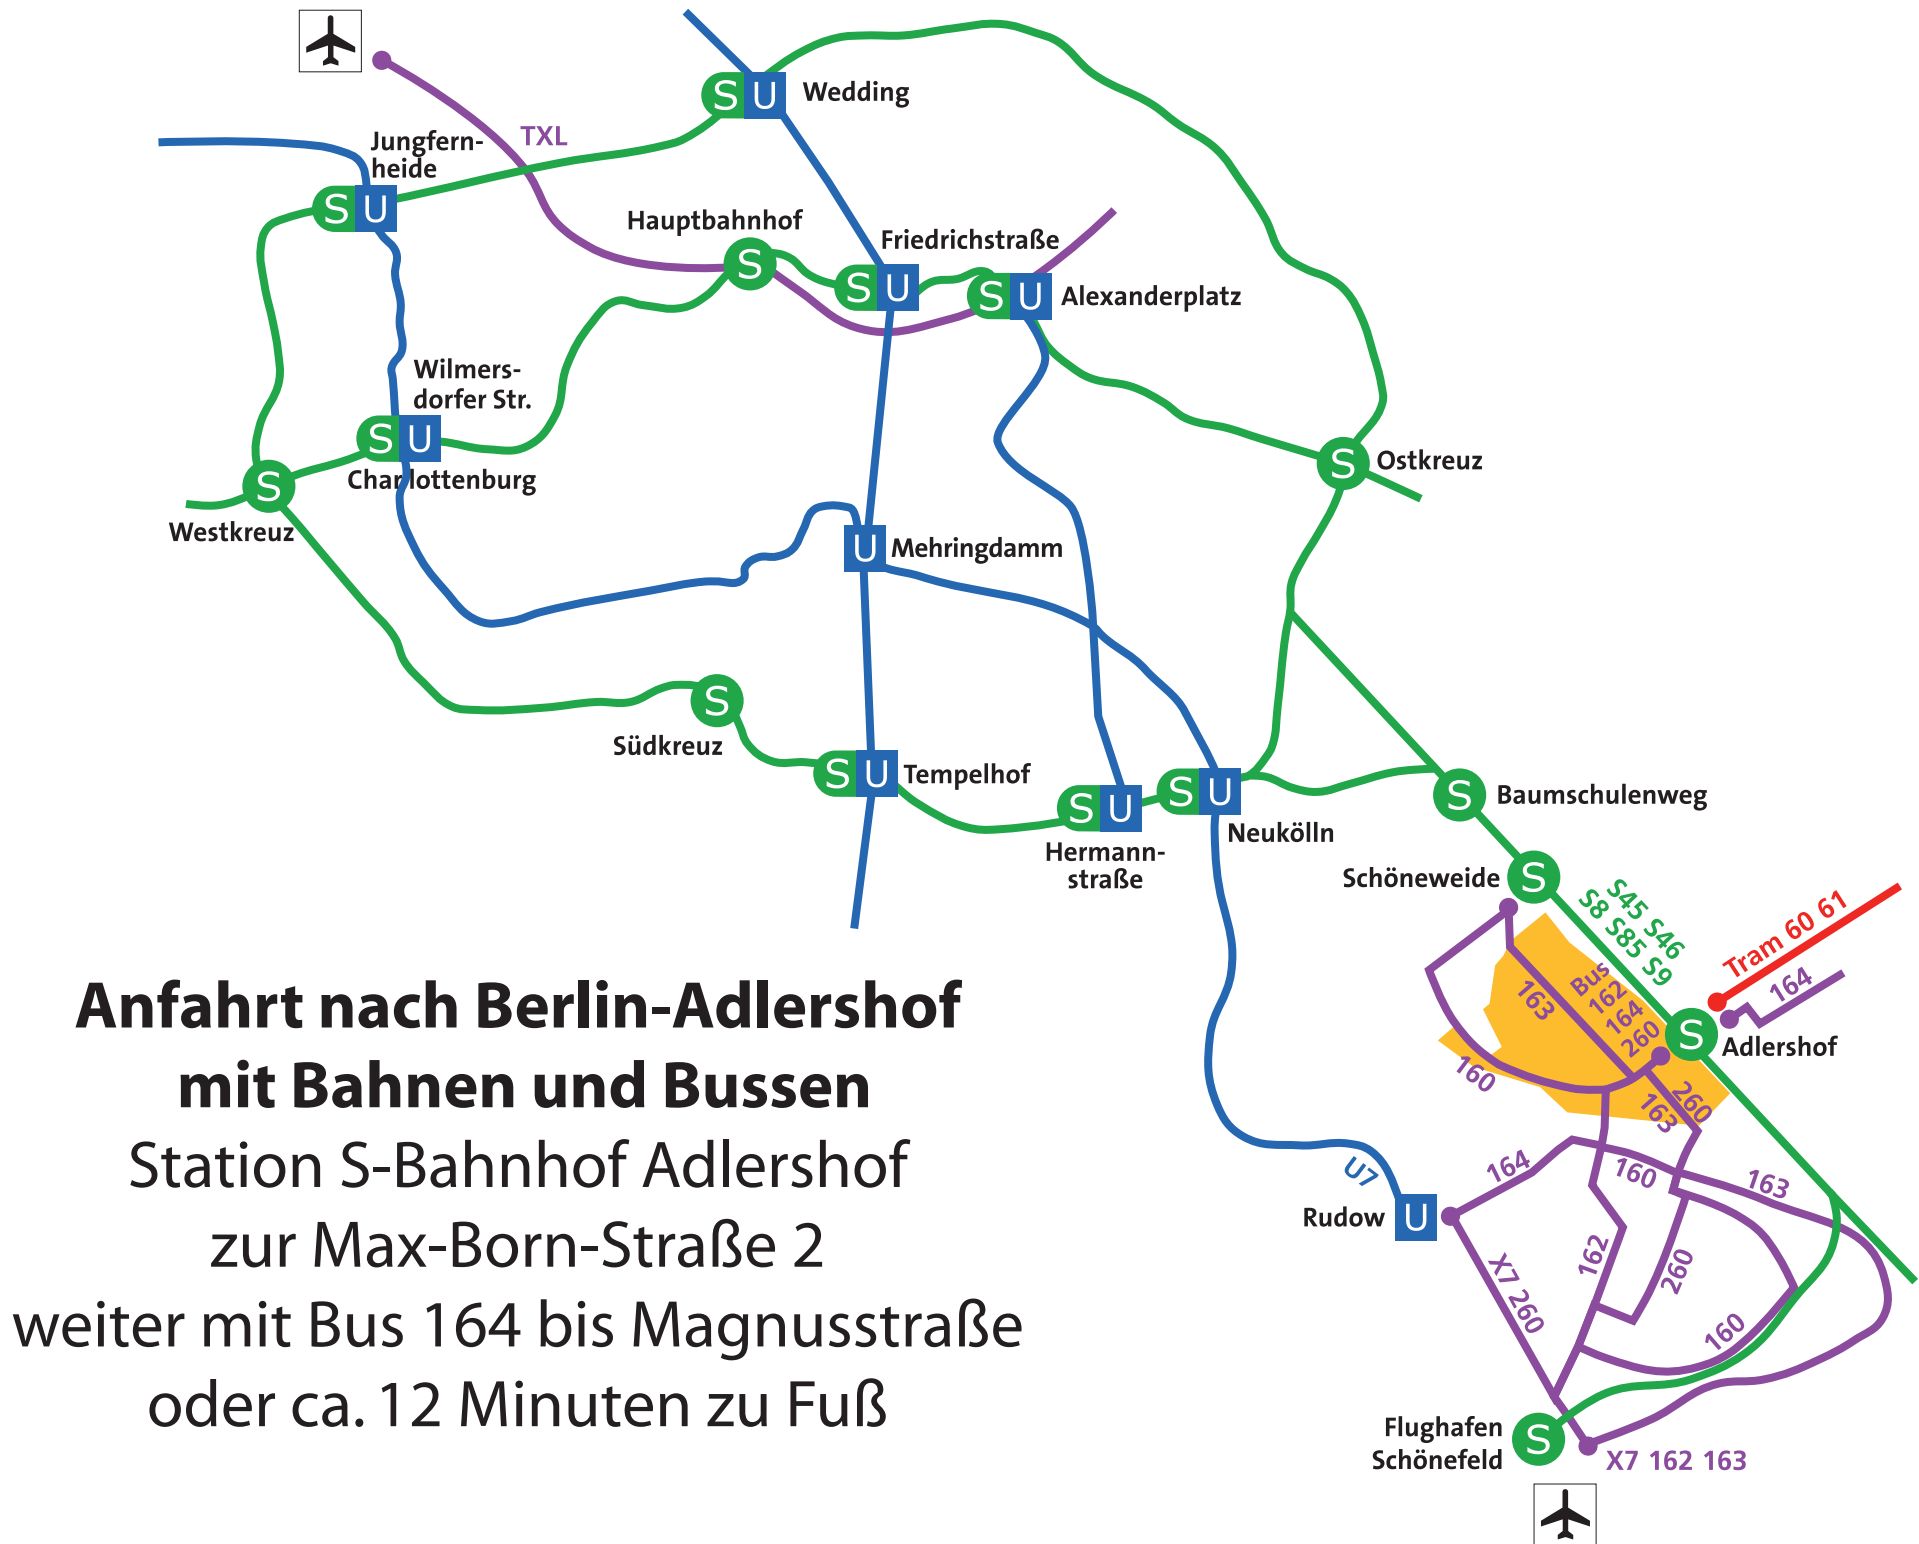 S U Wedding
TXL
Jungfern-
heide
S U
Hauptbahnhof
S
Friedrichstraße
S U
S U Alexanderplatz
Wilmers-
dorfer Str.
S U
Charlottenburg
S
Westkreuz
S Ostkreuz
U Mehringdamm
S
Südkreuz
S U Tempelhof
S U
Hermann-
straße
S U
Neukölln
S Baumschulenweg
Schöneweide S
S45 S46
S8 S85 S9
Tram 60 61
164
S
Adlershof
Bus
162
164
260
163
160
260
163
Anfahrt nach Berlin-Adlershof
mit Bahnen und Bussen
Station S-Bahnhof Adlershof
zur Max-Born-Straße 2
weiter mit Bus 164 bis Magnusstraße
oder ca. 12 Minuten zu Fuß
U7
Rudow U
164
160
163
162
260
X7 260
160
Flughafen
Schönefeld
S
X7 162 163